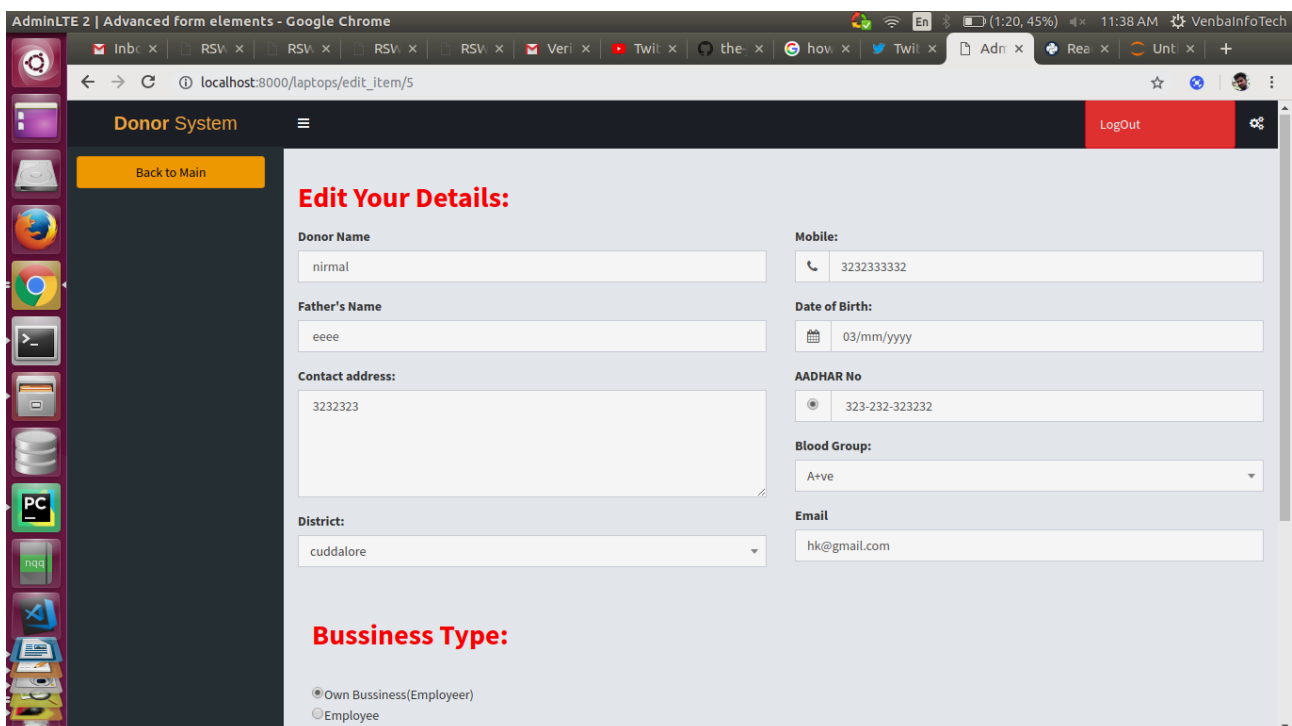 AdminLTE 2 | Advanced form elements - Google Chrome
En (1:20, 45%) 11:38 AM VenbaInfoTech
Inbc RSW RSW RSW RSW Veri Twit the- how Twit Adm Rea Unti
localhost:8000/laptops/edit_item/5
Donor System
LogOut
Back to Main
Edit Your Details:
Donor Name
nirmal
Father's Name
eeee
Contact address:
3232323
District:
cuddalore
Mobile:
3232333332
Date of Birth:
03/mm/yyyy
AADHAR No
323-232-323232
Blood Group:
A+ve
Email
hk@gmail.com
Bussiness Type:
Own Bussiness(Employeer)
Employee
PC
nqq